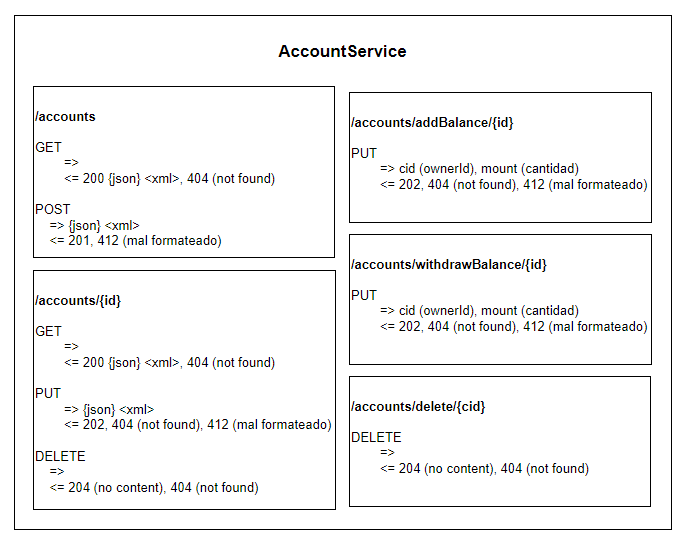 AccountService
/accounts
GET
=>
<= 200 {json} <xml>, 404 (not found)
POST
=> {json} <xml>
<= 201, 412 (mal formateado)
/accounts/{id}
GET
=>
<= 200 {json} <xml>, 404 (not found)
PUT
=> {json} <xml>
<= 202, 404 (not found), 412 (mal formateado)
DELETE
=>
<= 204 (no content), 404 (not found)
/accounts/addBalance/{id}
PUT
=> cid (ownerId), mount (cantidad)
<= 202, 404 (not found), 412 (mal formateado)
/accounts/withdrawBalance/{id}
PUT
=> cid (ownerId), mount (cantidad)
<= 202, 404 (not found), 412 (mal formateado)
/accounts/delete/{cid}
DELETE
=>
<= 204 (no content), 404 (not found)